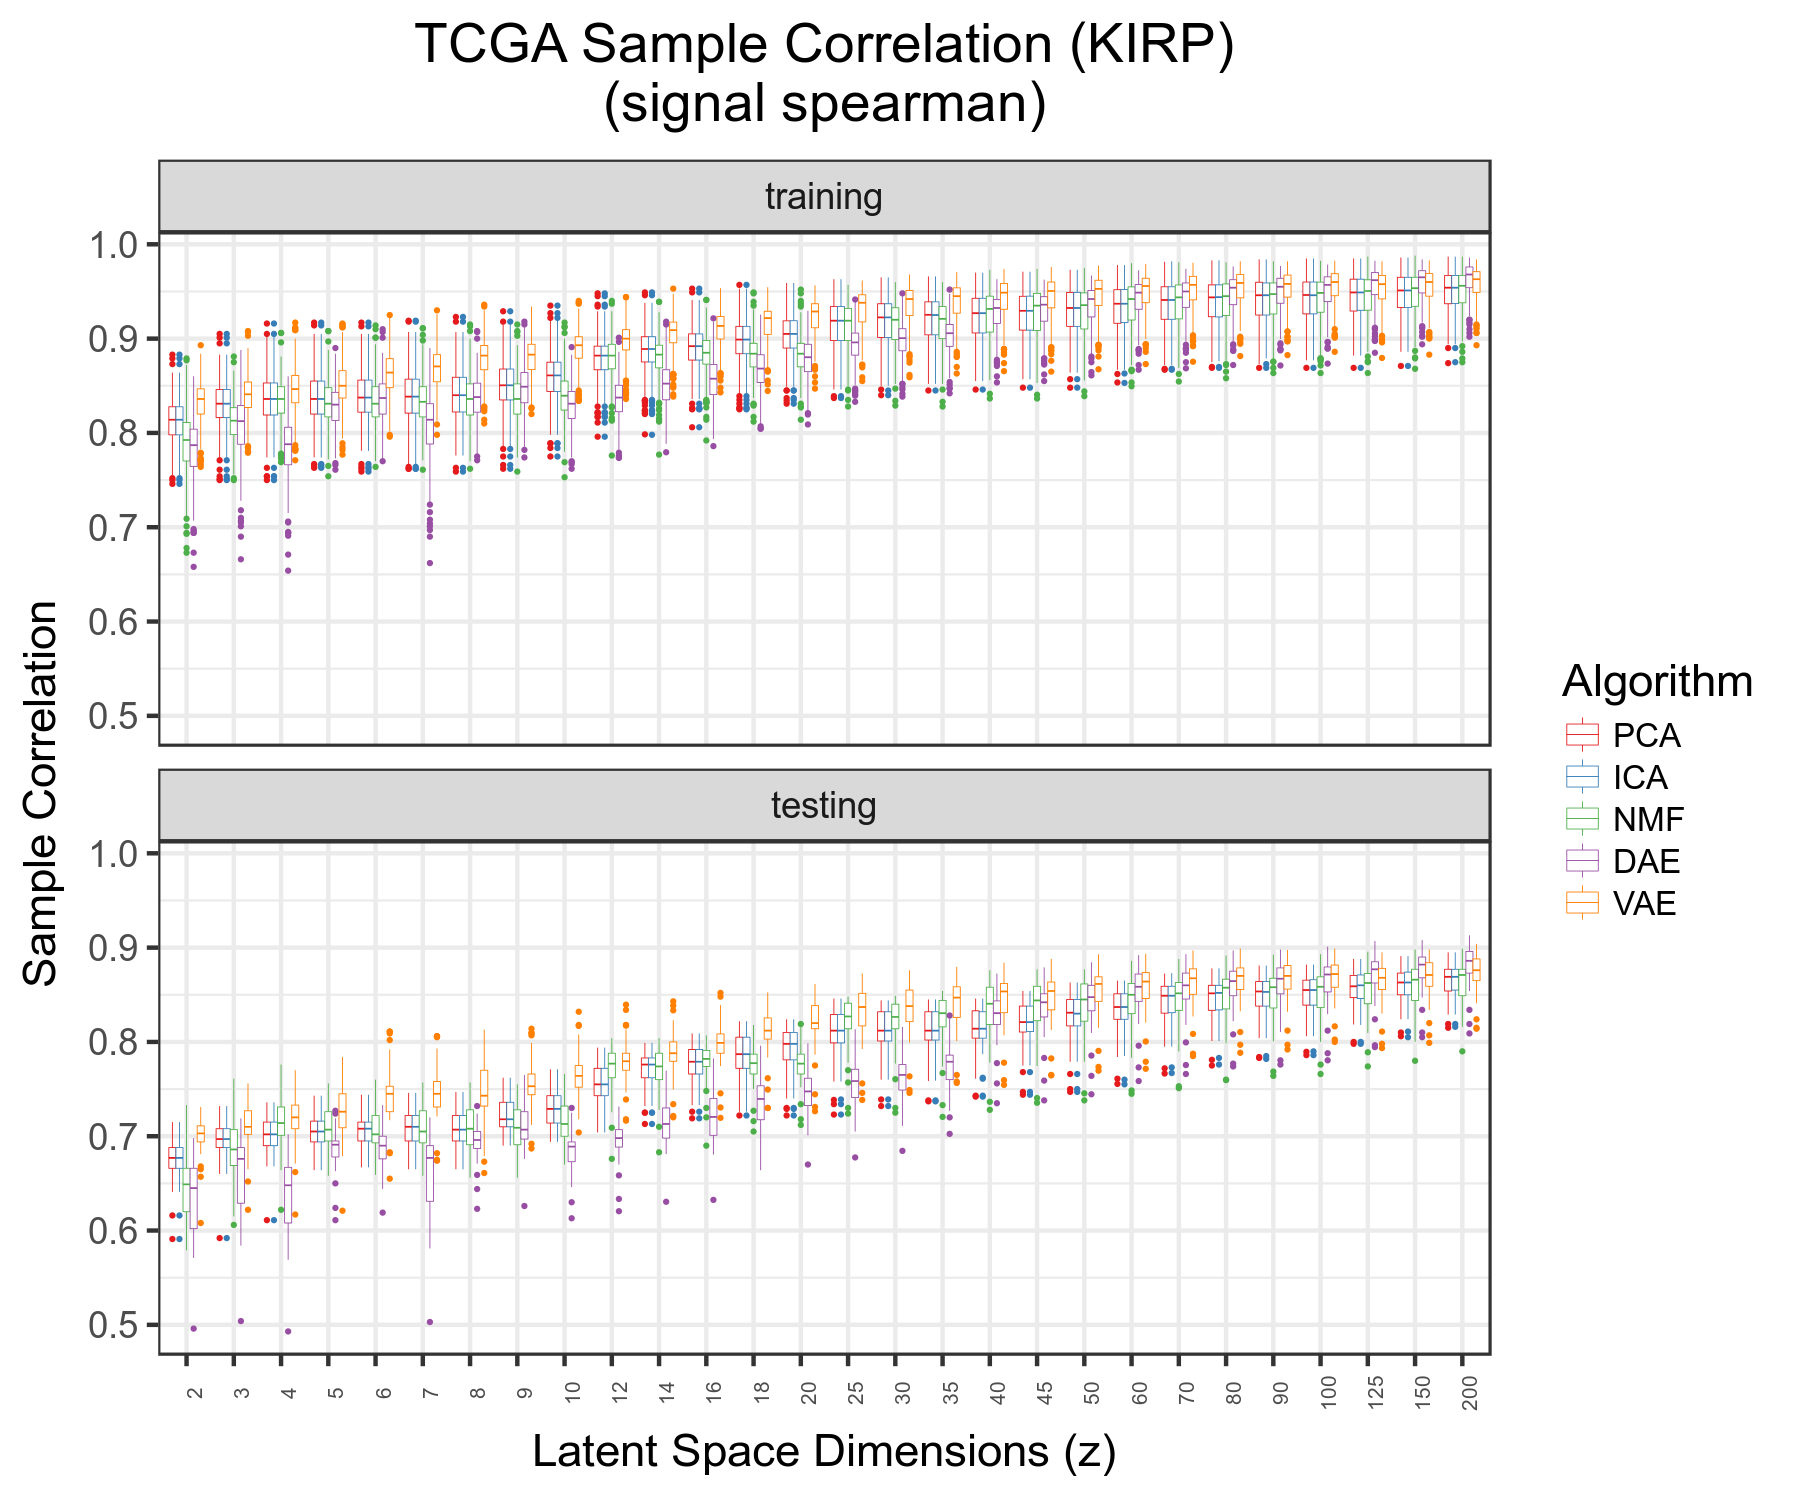 TCGA Sample Correlation (KIRP)
(signal spearman)
training
1.0
0.9
0.8
0.7
0.6
0.5
testing
1.0
0.9
0.8
0.7
0.6
0.5
Sample Correlation
2 3 4 5 6 7 8 9 10 12 14 16 18 20 25 30 35 40 45 50 60 70 80 90 100 125 150 200
Latent Space Dimensions (z)
Algorithm
PCA
ICA
NMF
DAE
VAE